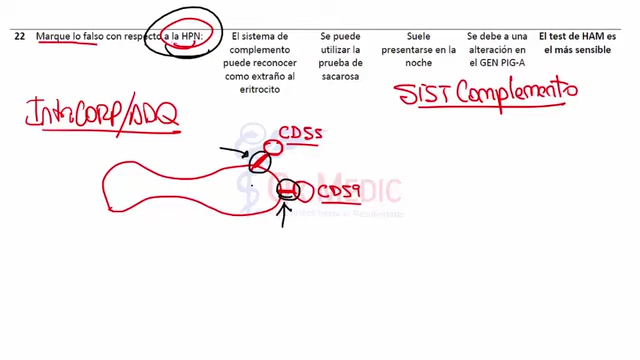 22 Marque lo falso con respecto a la HPN:
El sistema de complemento puede reconocer como extraño al eritrocito
Se puede utilizar la prueba de sacarosa
Suele presentarse en la noche
Se debe a una alteración en el GEN PIG-A
El test de HAM es el más sensible
SIST Complemento
IntrCORP/ADQ
CD55
CD59